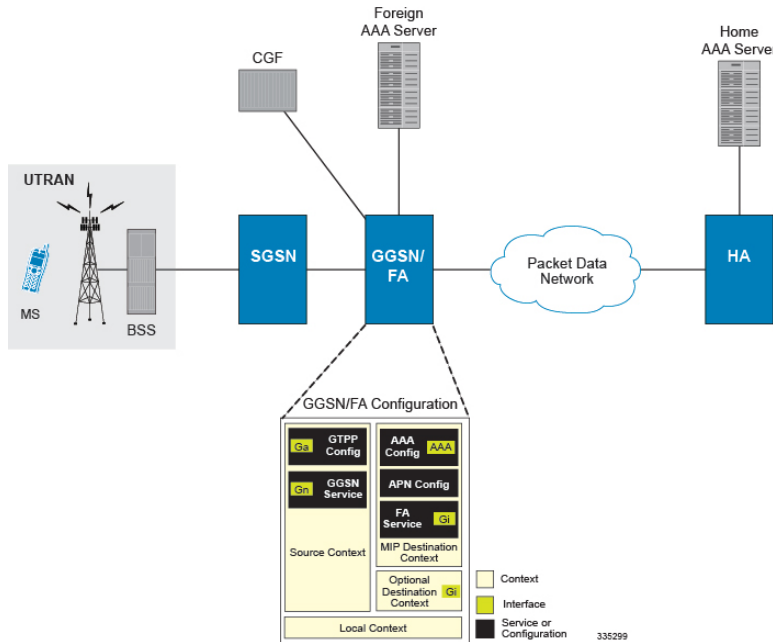 Foreign
AAA Server
Home
AAA Server
CGF
UTRAN
MS
BSS
SGSN
GGSN/
FA
Packet Data
Network
HA
GGSN/FA Configuration
Ga
GTPP
Config
Gn
GGSN
Service
Source Context
AAA
Config
AAA
APN Config
FA
Service
Gi
MIP Destination
Context
Optional
Destination
Context
Gi
Local Context
Context
Interface
Service or
Configuration
335299